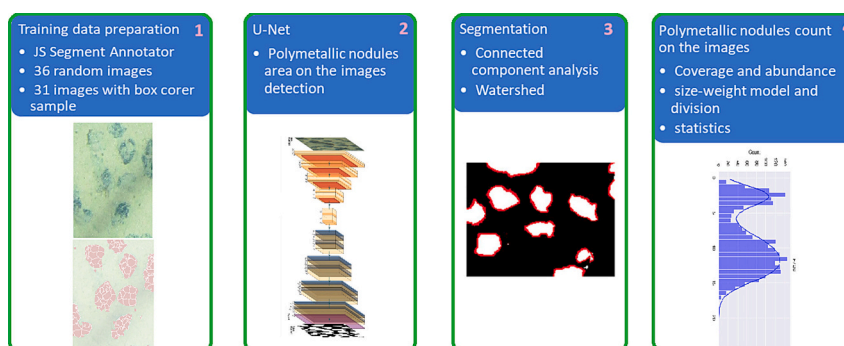 Training data preparation 1
• JS Segment Annotator
• 36 random images
• 31 images with box corer
sample
U-Net 2
• Polymetallic nodules
area on the images
detection
Segmentation 3
• Connected
component analysis
• Watershed
Polymetallic nodules count
on the images
• Coverage and abundance
• size-weight model and
division
• statistics